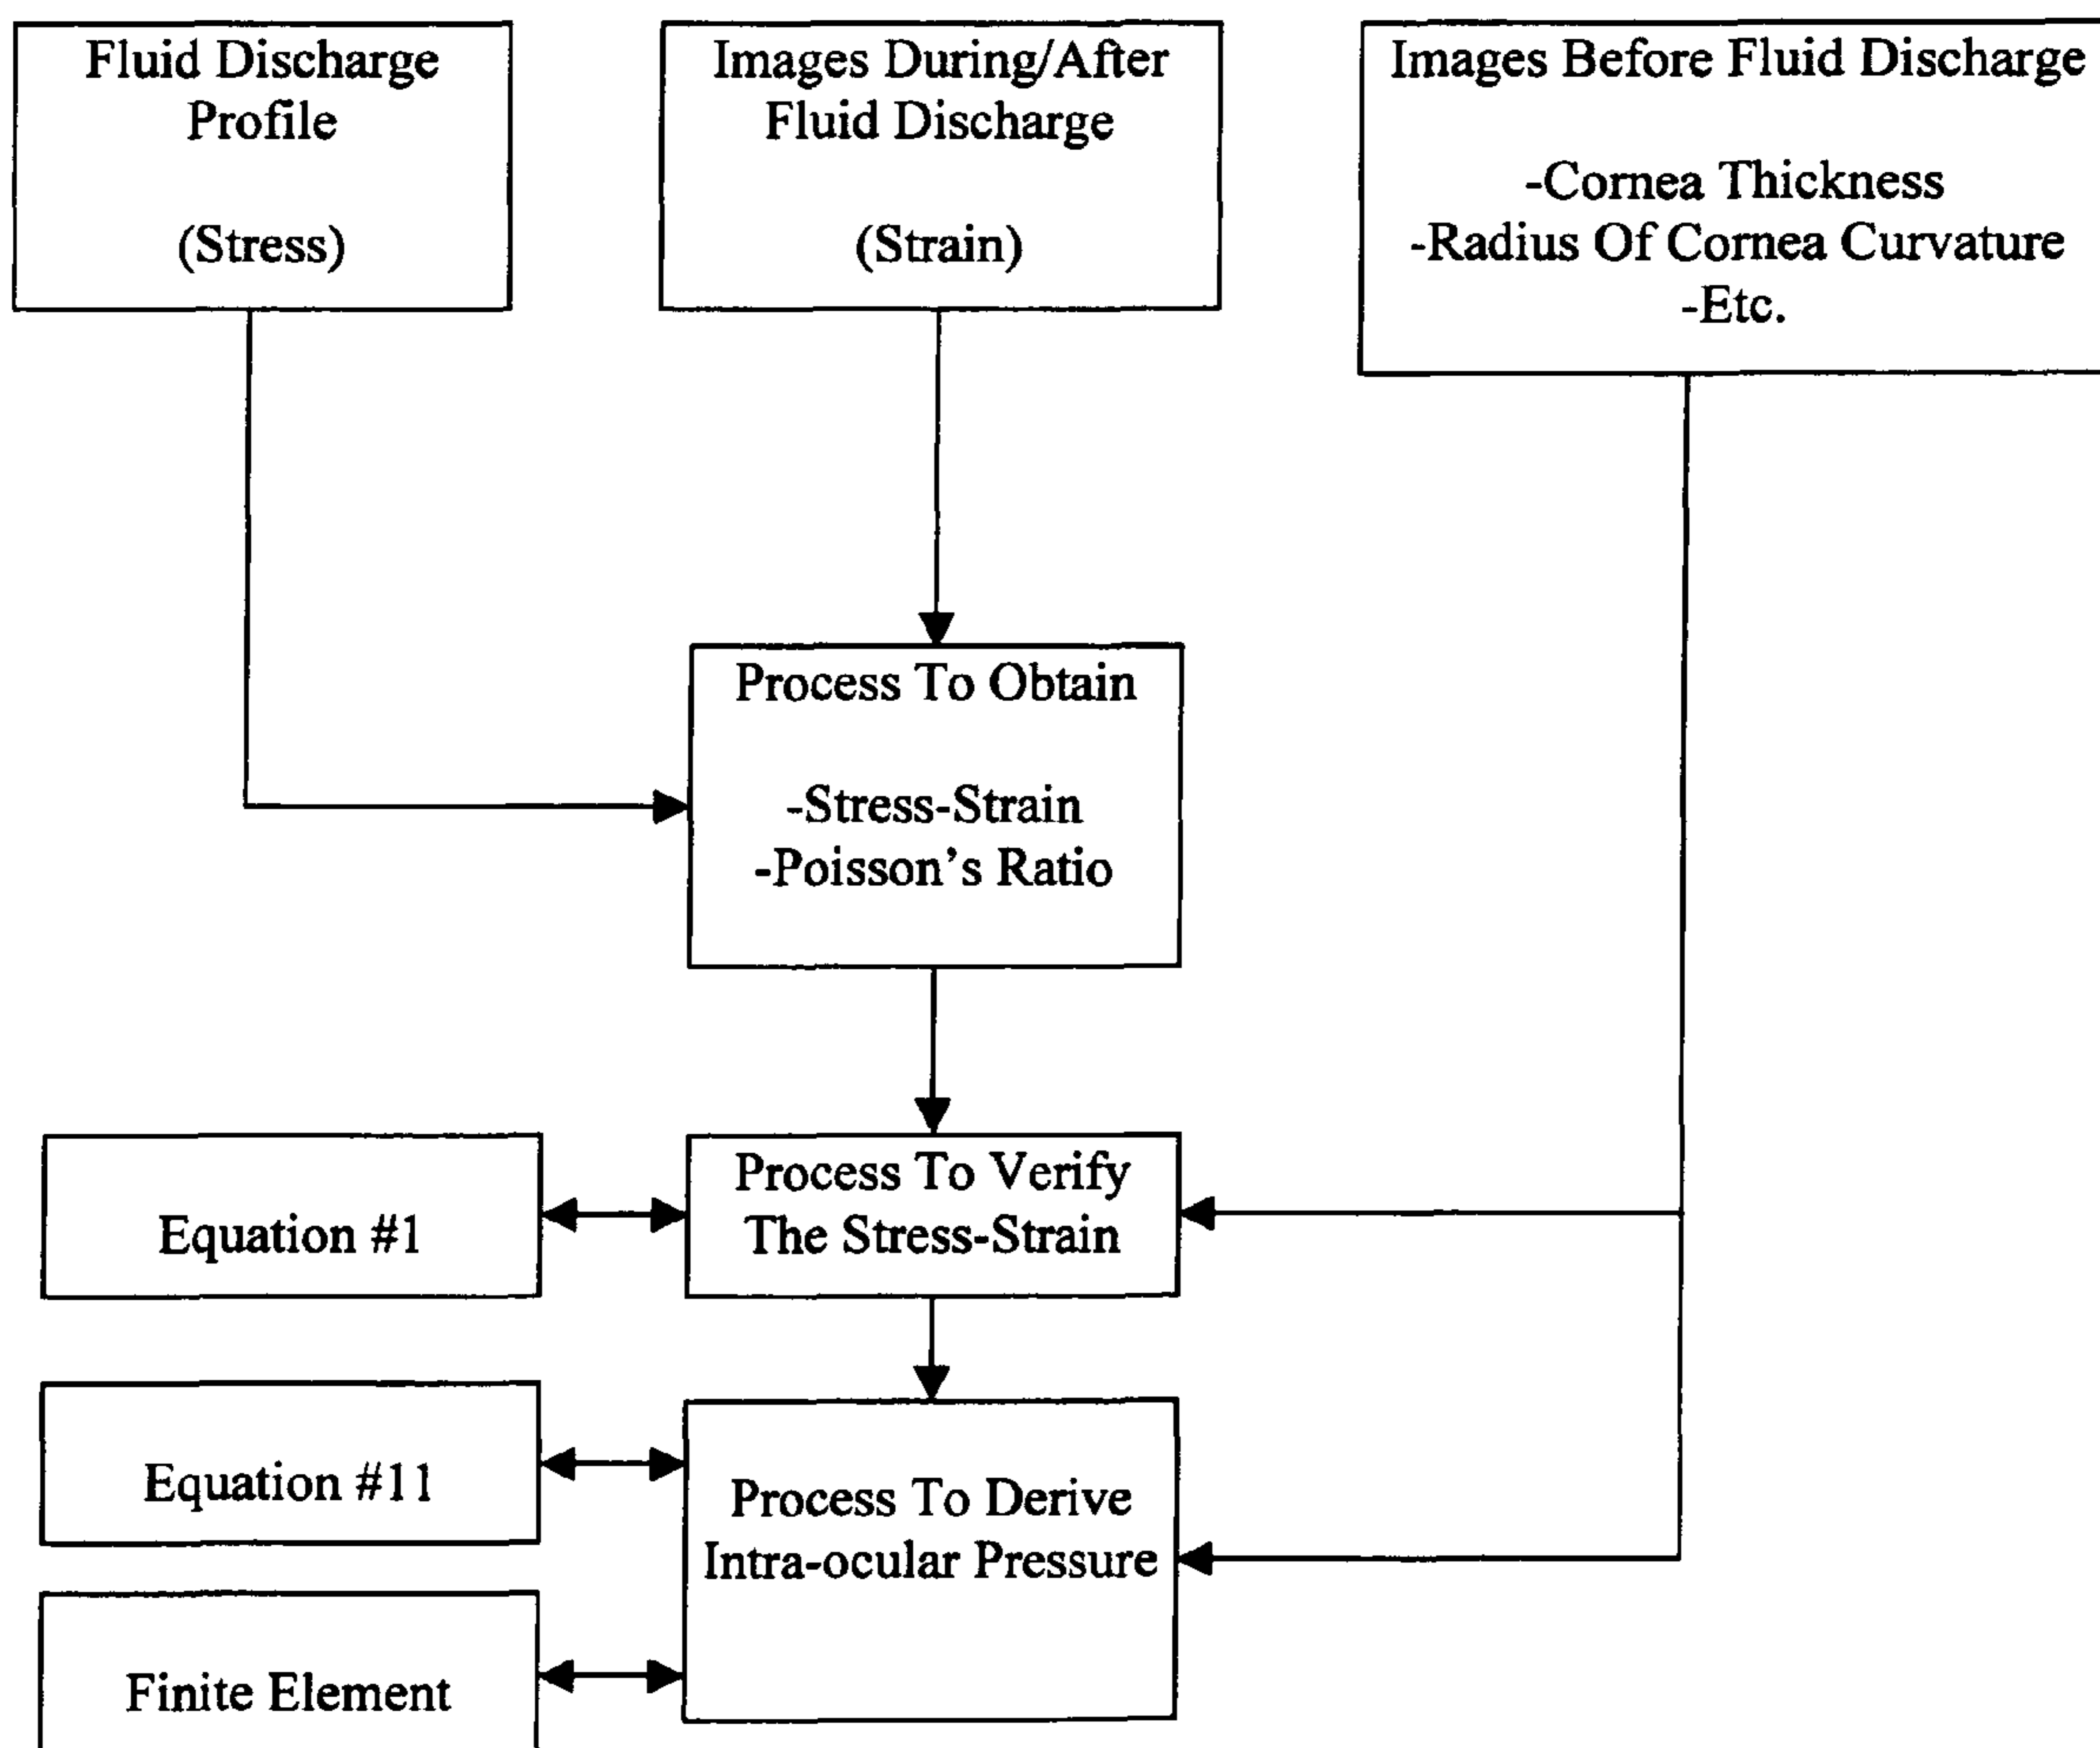 Fluid Discharge
Profile
(Stress)
Images During/After
Fluid Discharge
(Strain)
Images Before Fluid Discharge
-Cornea Thickness
-Radius Of Cornea Curvature
-Etc.
Process To Obtain
-Stress-Strain
-Poisson's Ratio
Equation #1
Process To Verify
The Stress-Strain
Equation #11
Process To Derive
Intra-ocular Pressure
Finite Element